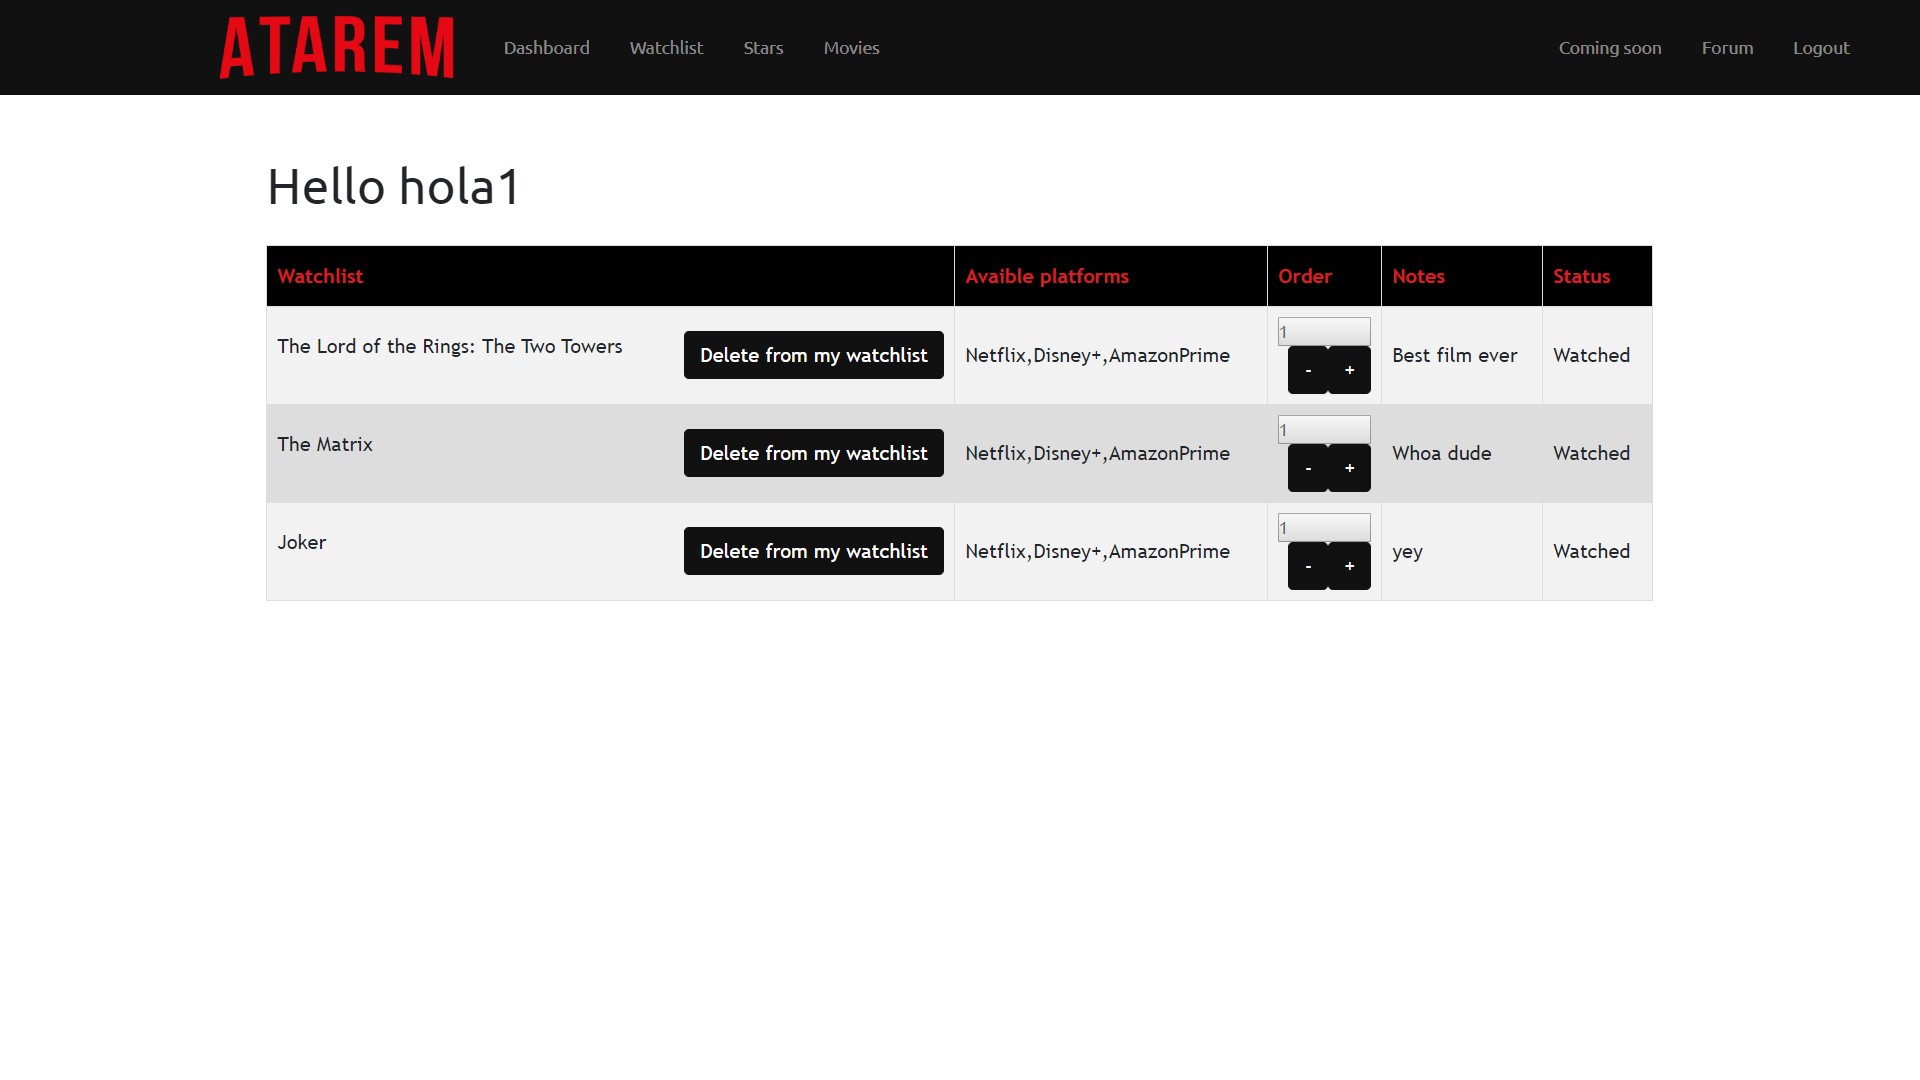 ATAREM Dashboard Watchlist Stars Movies Coming soon Forum Logout
Hello hola1
Watchlist Avaible platforms Order Notes Status
The Lord of the Rings: The Two Towers Delete from my watchlist Netflix,Disney+,AmazonPrime 1 - + Best film ever Watched
The Matrix Delete from my watchlist Netflix,Disney+,AmazonPrime 1 - + Whoa dude Watched
Joker Delete from my watchlist Netflix,Disney+,AmazonPrime 1 - + yey Watched